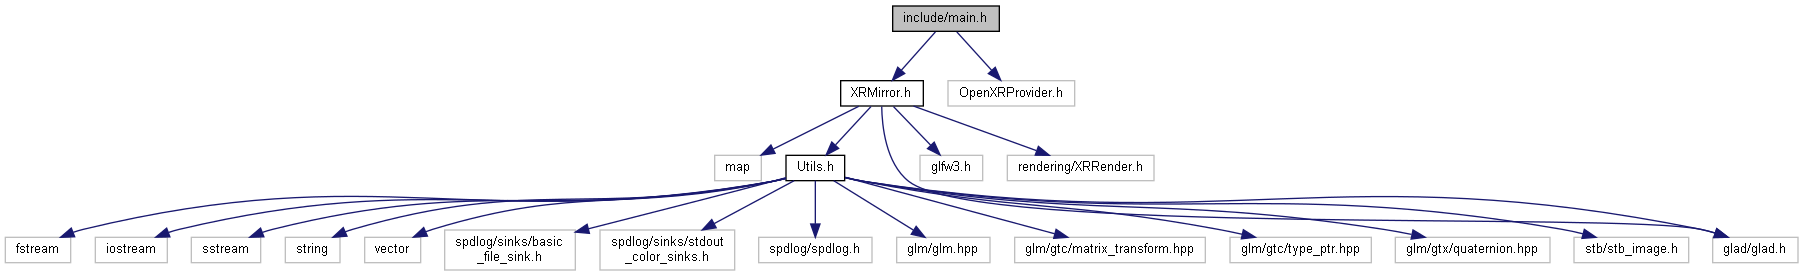 include/main.h
XRMirror.h
OpenXRProvider.h
map
Utils.h
glfw3.h
rendering/XRRender.h
fstream
iostream
sstream
string
vector
spdlog/sinks/basic
_file_sink.h
spdlog/sinks/stdout
_color_sinks.h
spdlog/spdlog.h
glm/glm.hpp
glm/gtc/matrix_transform.hpp
glm/gtc/type_ptr.hpp
glm/gtx/quaternion.hpp
stb/stb_image.h
glad/glad.h